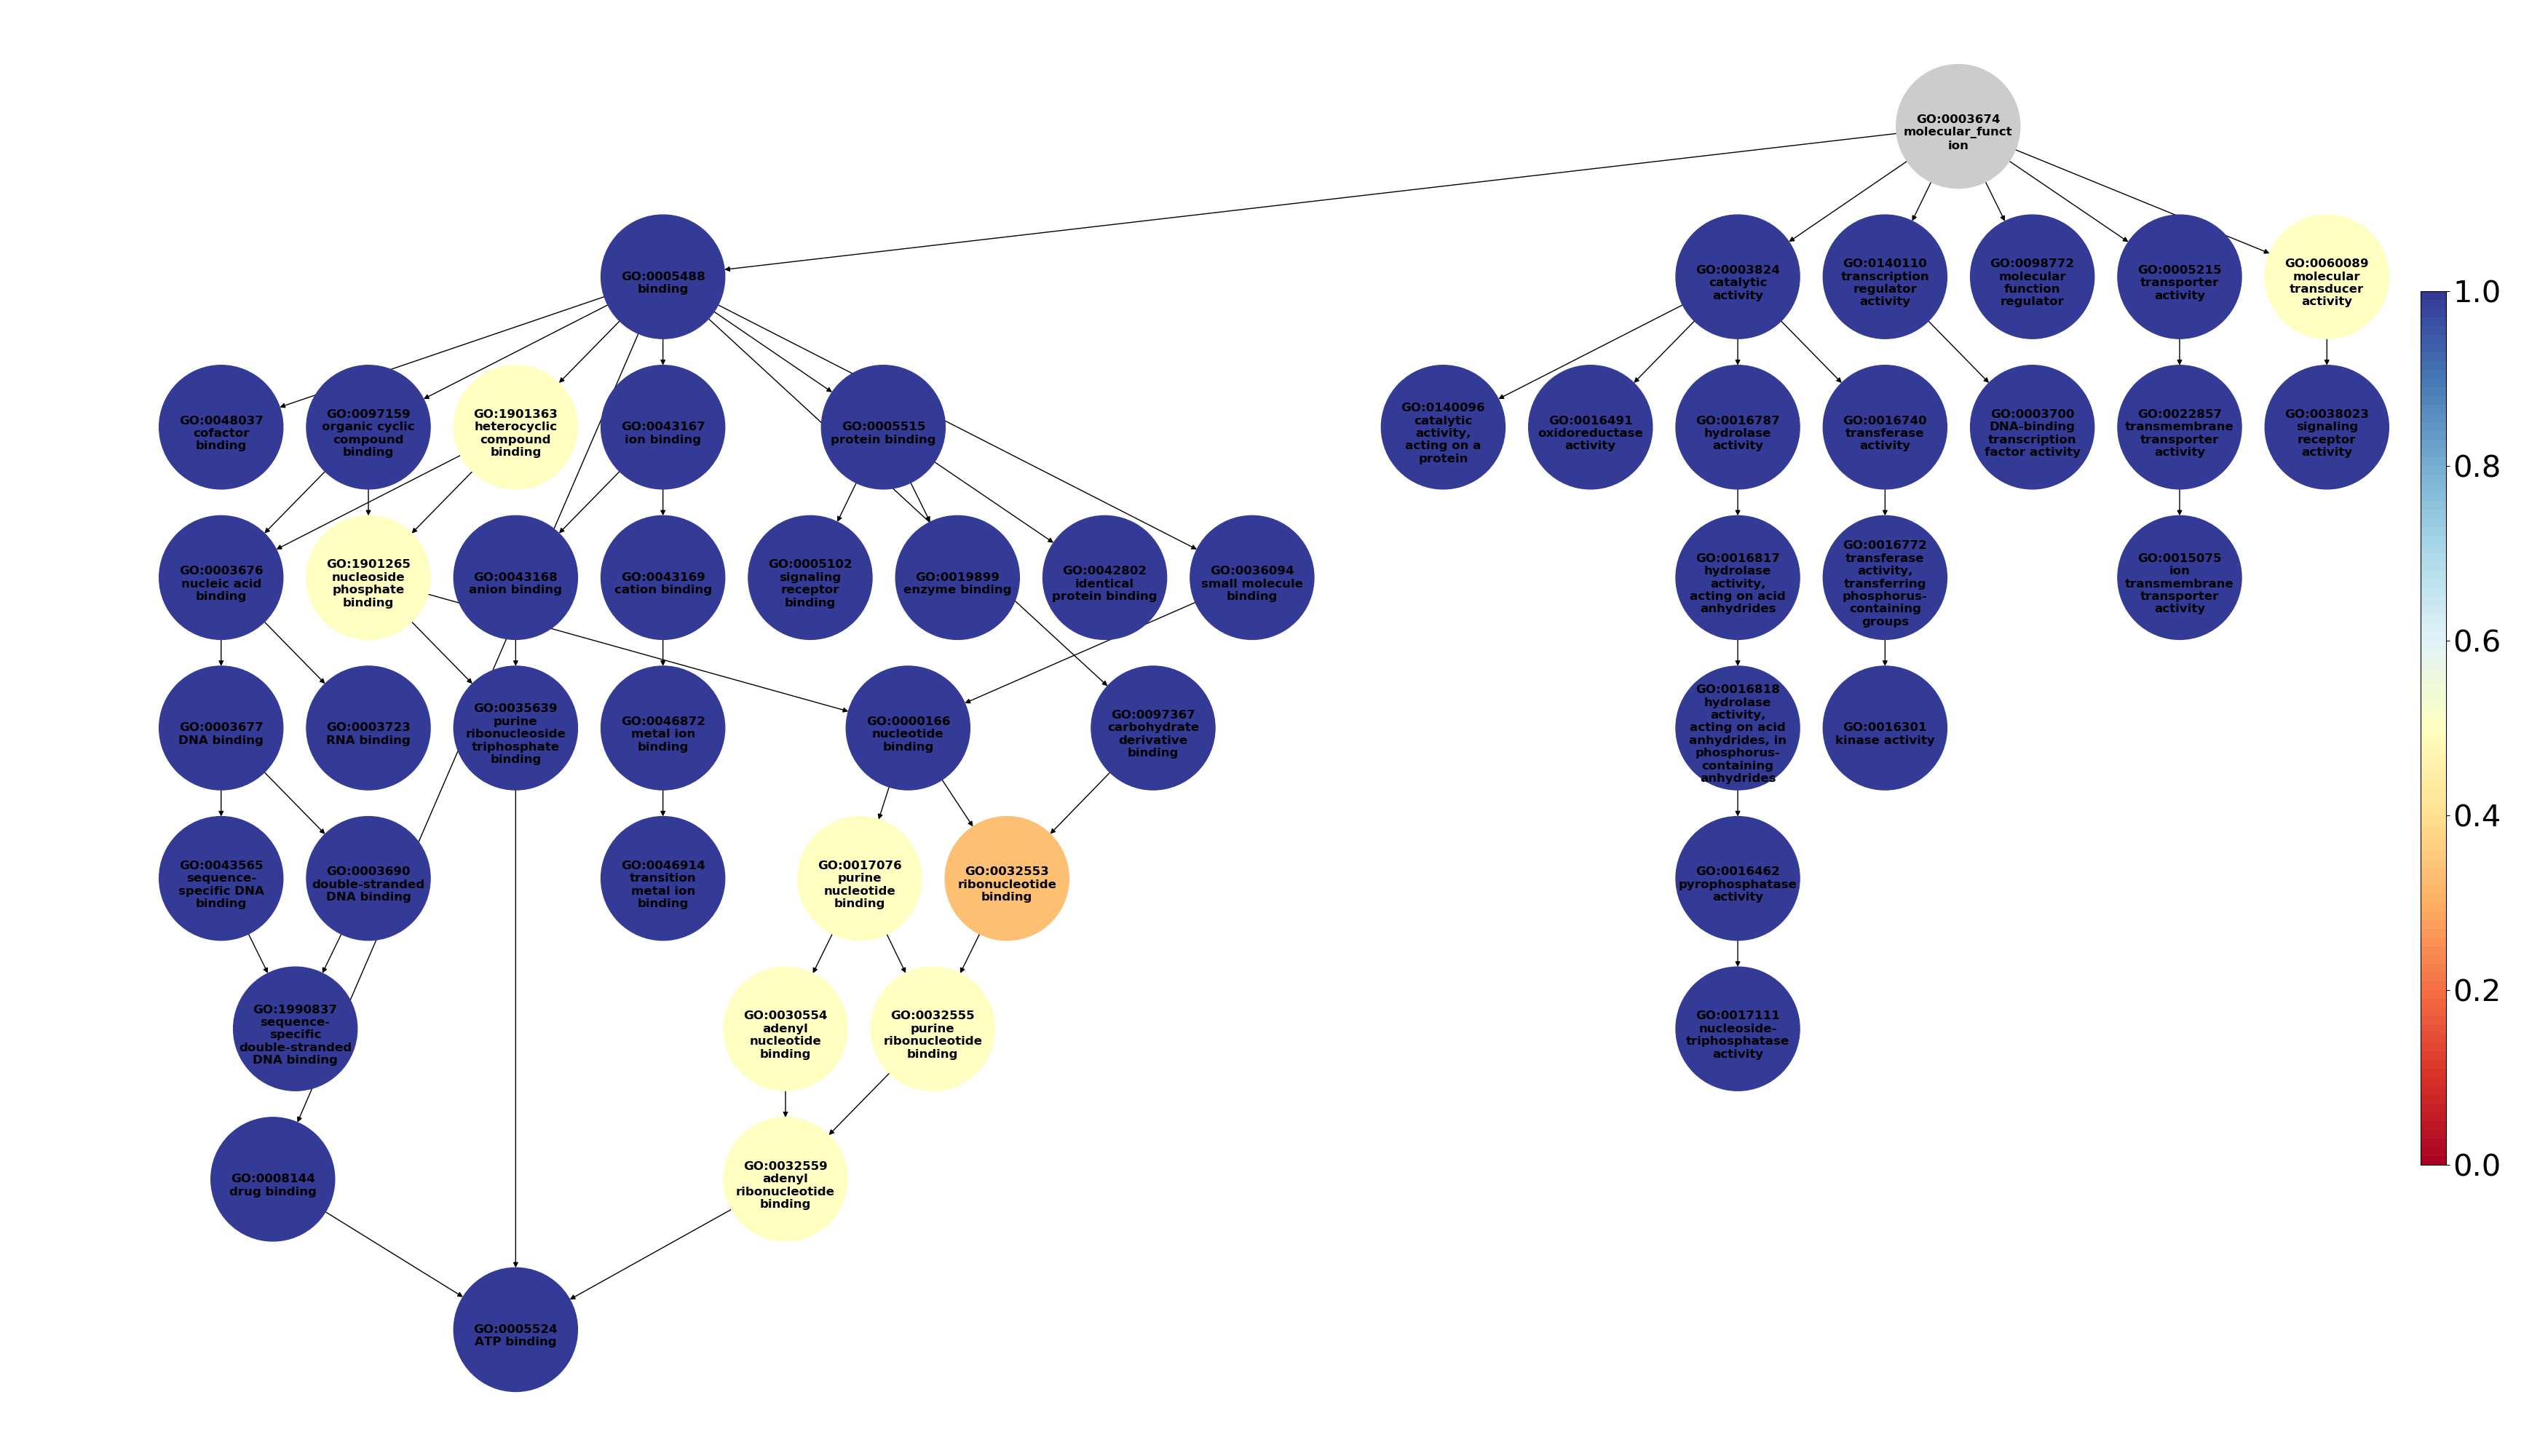 GO:0003674
molecular_funct
ion
GO:0005488
binding
GO:0003824
catalytic
activity
GO:0140110
transcription
regulator
activity
GO:0098772
molecular
function
regulator
GO:0005215
transporter
activity
GO:0060089
molecular
transducer
activity
GO:0048037
cofactor
binding
GO:0097159
organic cyclic
compound
binding
GO:1901363
heterocyclic
compound
binding
GO:0043167
ion binding
GO:0005515
protein binding
GO:0140096
catalytic
activity,
acting on a
protein
GO:0016491
oxidoreductase
activity
GO:0016787
hydrolase
activity
GO:0016740
transferase
activity
GO:0003700
DNA-binding
transcription
factor activity
GO:0022857
transmembrane
transporter
activity
GO:0038023
signaling
receptor
activity
GO:0003676
nucleic acid
binding
GO:1901265
nucleoside
phosphate
binding
GO:0043168
anion binding
GO:0043169
cation binding
GO:0005102
signaling
receptor
binding
GO:0019899
enzyme binding
GO:0042802
identical
protein binding
GO:0036094
small molecule
binding
GO:0016817
hydrolase
activity,
acting on acid
anhydrides
GO:0016772
transferase
activity,
transferring
phosphorus-
containing
groups
GO:0015075
ion
transmembrane
transporter
activity
GO:0003677
DNA binding
GO:0003723
RNA binding
GO:0035639
purine
ribonucleoside
triphosphate
binding
GO:0046872
metal ion
binding
GO:0000166
nucleotide
binding
GO:0097367
carbohydrate
derivative
binding
GO:0016818
hydrolase
activity,
acting on acid
anhydrides, in
phosphorus-
containing
anhydrides
GO:0016301
kinase activity
GO:0043565
sequence-
specific DNA
binding
GO:0003690
double-stranded
DNA binding
GO:0046914
transition
metal ion
binding
GO:0017076
purine
nucleotide
binding
GO:0032553
ribonucleotide
binding
GO:0016462
pyrophosphatase
activity
GO:1990837
sequence-
specific
double-stranded
DNA binding
GO:0030554
adenyl
nucleotide
binding
GO:0032555
purine
ribonucleotide
binding
GO:0017111
nucleoside-
triphosphatase
activity
GO:0008144
drug binding
GO:0032559
adenyl
ribonucleotide
binding
GO:0005524
ATP binding
1.0
0.8
0.6
0.4
0.2
0.0